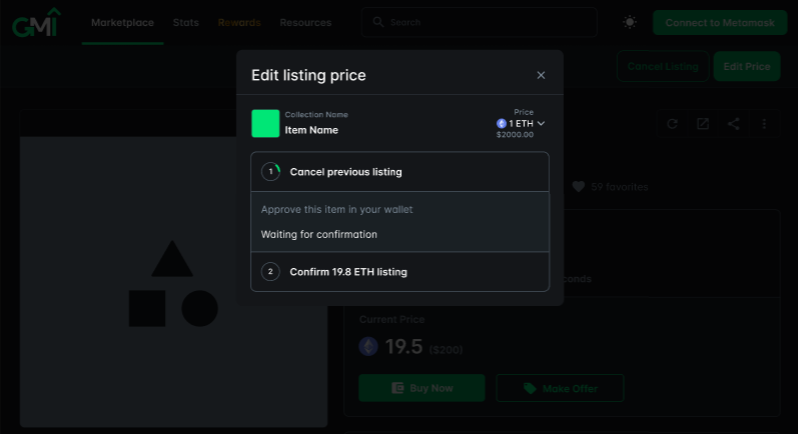 GMI
Marketplace
Stats
Rewards
Resources
Search
Connect to Metamask
Cancel Listing
Edit Price
Edit listing price
Collection Name
Item Name
Price
1 ETH
$2000.00
1
Cancel previous listing
Approve this item in your wallet
Waiting for confirmation
2
Confirm 19.8 ETH listing
59 favorites
conds
Current Price
19.5 ($200)
Buy Now
Make Offer